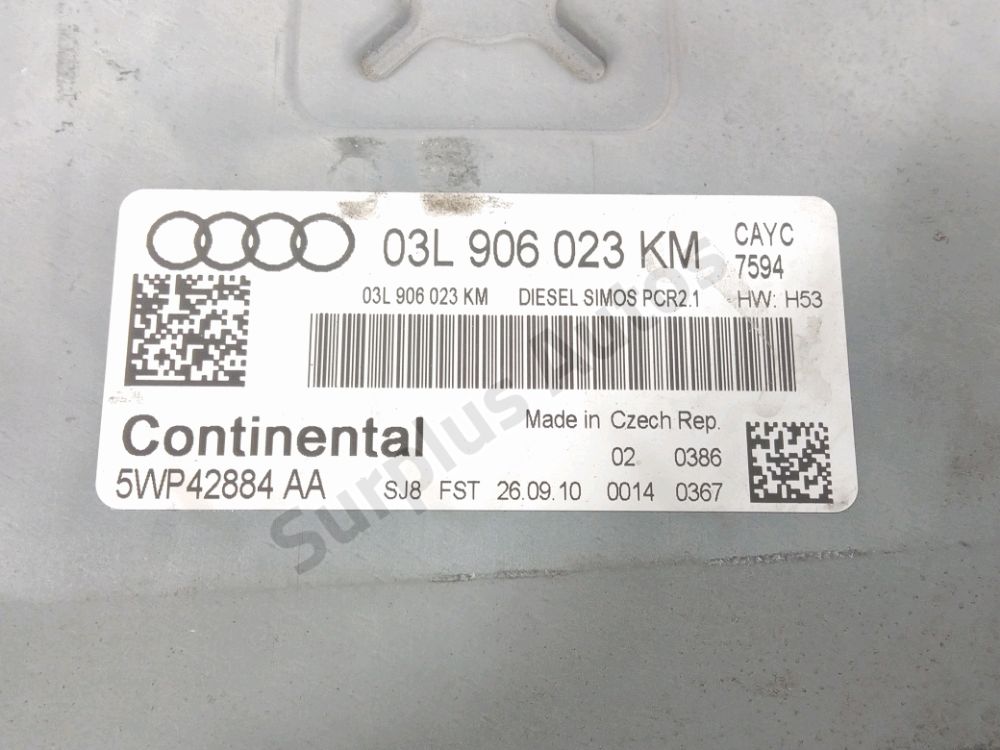 03L 906 023 KM CAYC
7594
03L 906 023 KM DIESEL SIMOS PCR2.1 HW: H53
Continental Made in Czech Rep.
02 0386
5WP42884 AA SJ8 FST 26.09.10 0014 0367
Surplus Autos